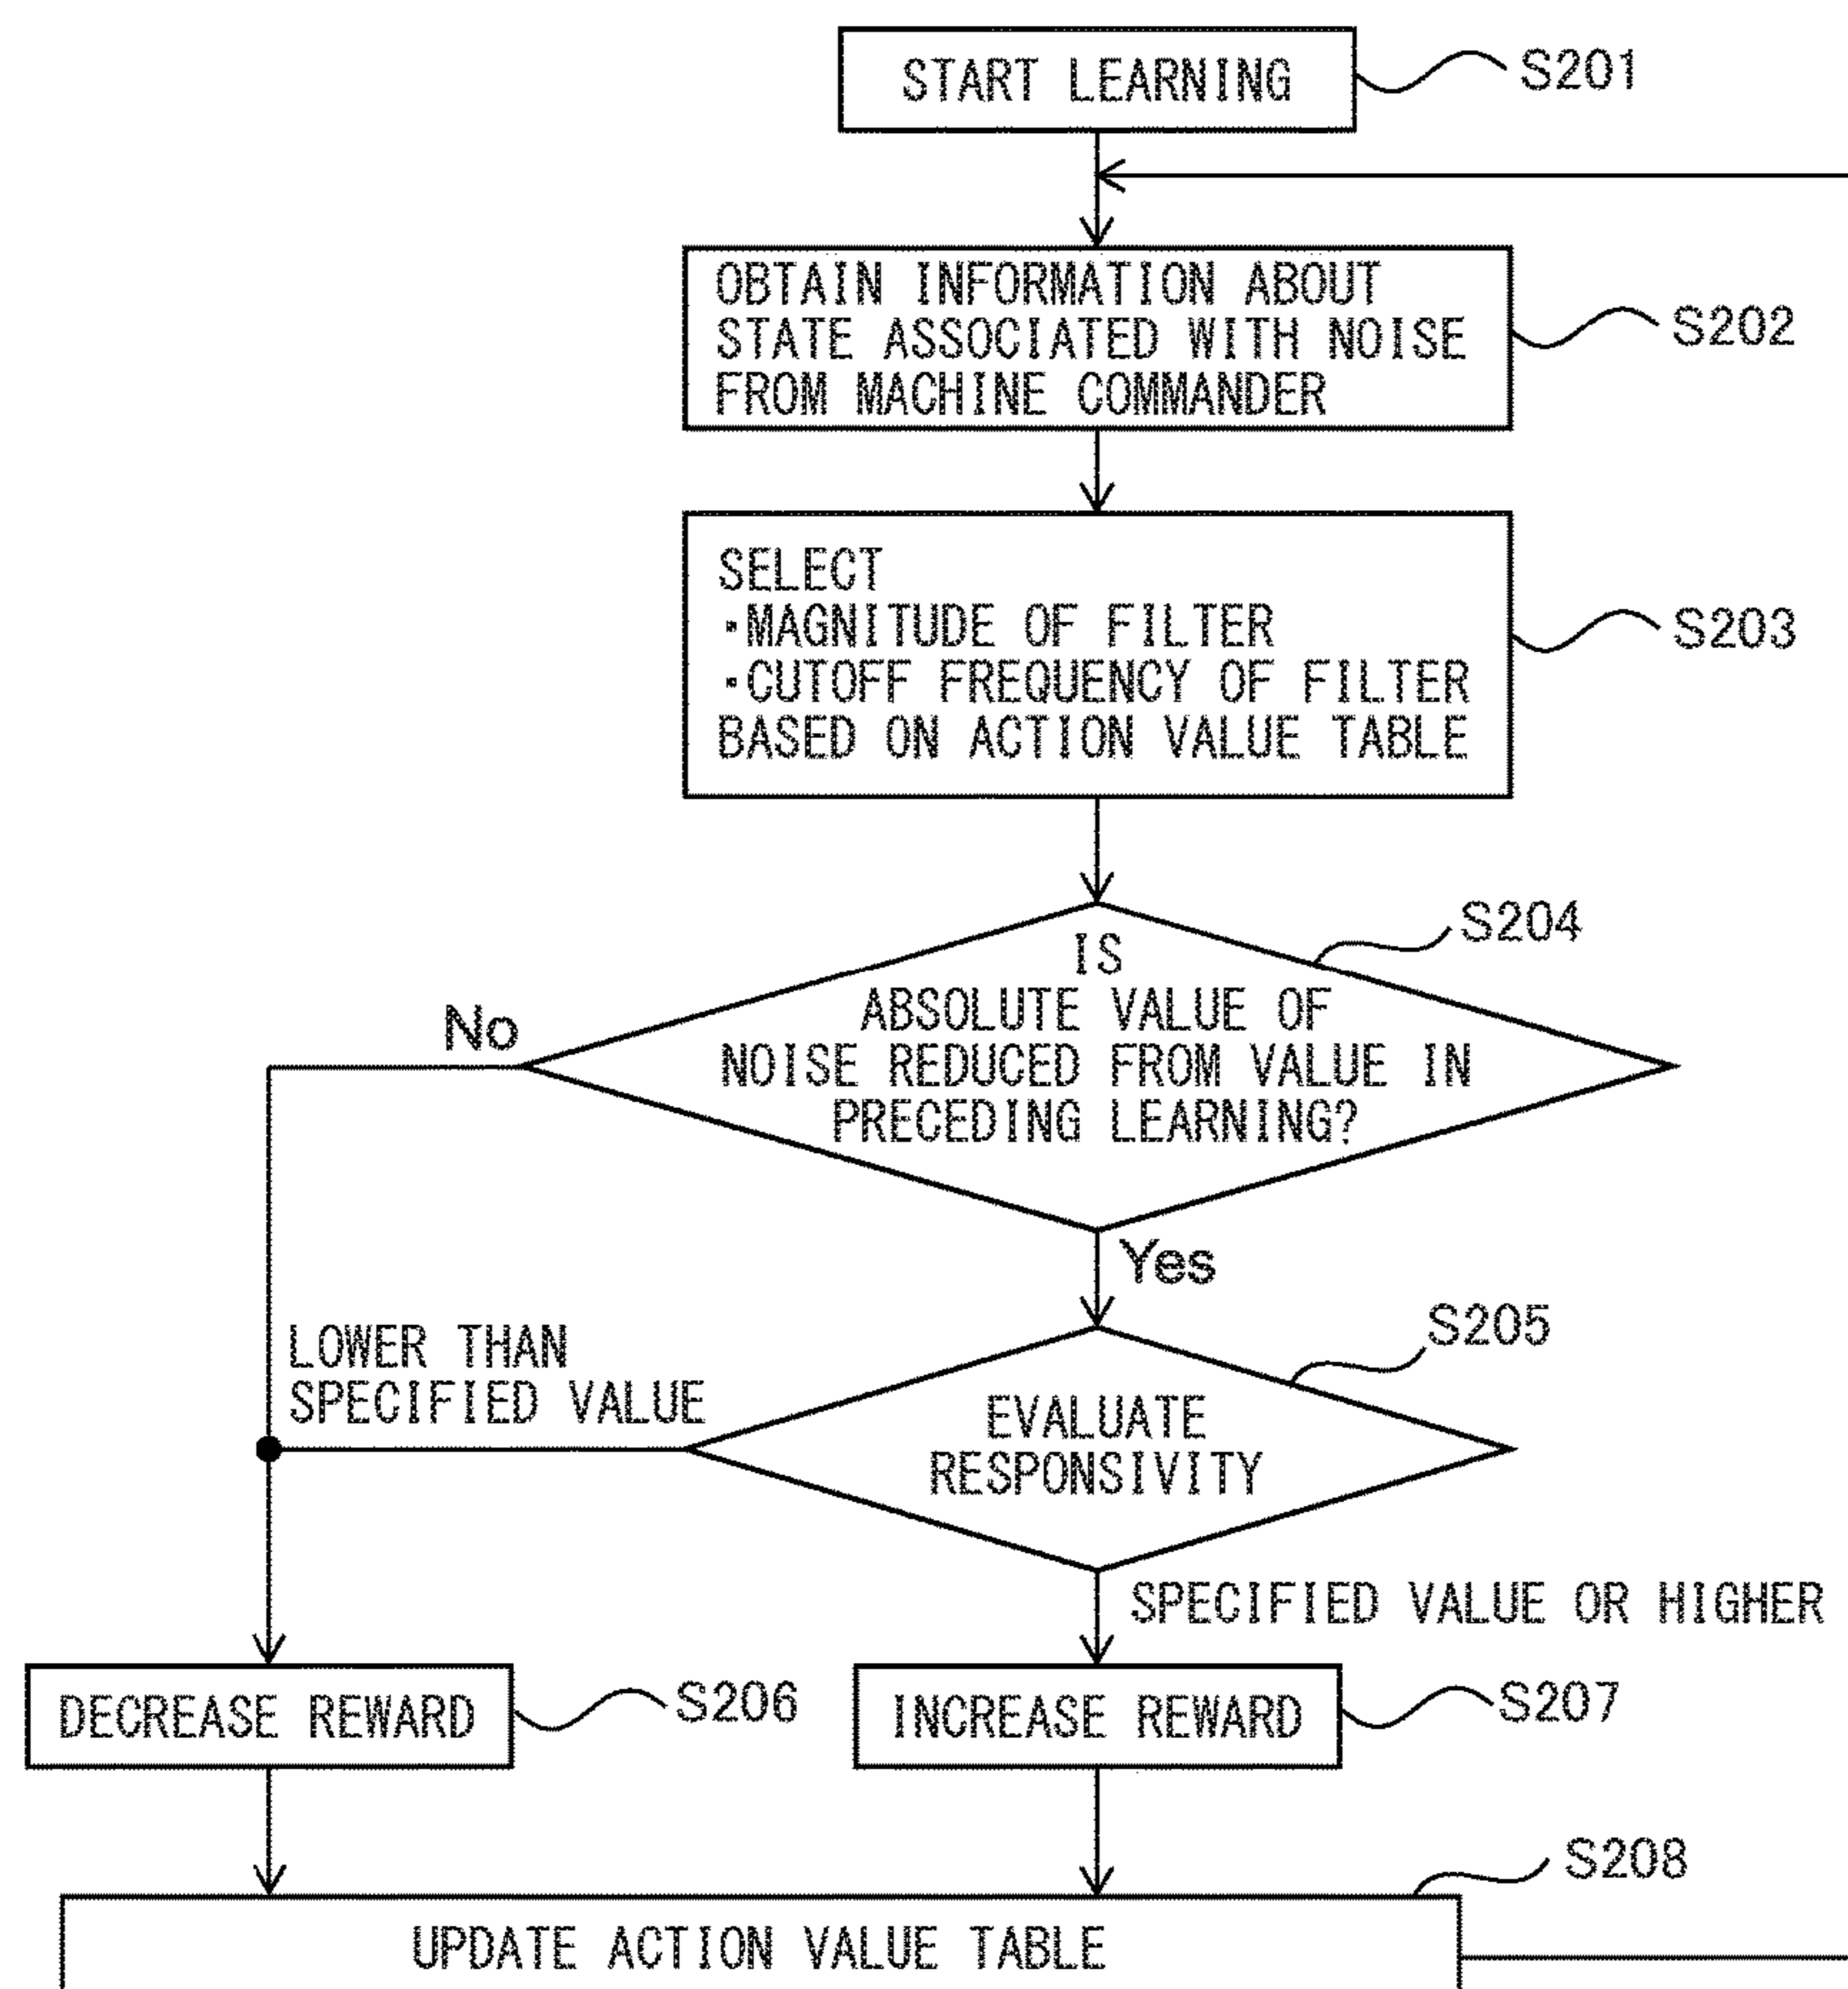 START LEARNING
S201
OBTAIN INFORMATION ABOUT
STATE ASSOCIATED WITH NOISE
FROM MACHINE COMMANDER
S202
SELECT
・MAGNITUDE OF FILTER
・CUTOFF FREQUENCY OF FILTER
BASED ON ACTION VALUE TABLE
S203
S204
IS
ABSOLUTE VALUE OF
NOISE REDUCED FROM VALUE IN
PRECEDING LEARNING?
No
Yes
S205
LOWER THAN
SPECIFIED VALUE
EVALUATE
RESPONSIVITY
SPECIFIED VALUE OR HIGHER
DECREASE REWARD
S206
INCREASE REWARD
S207
S208
UPDATE ACTION VALUE TABLE